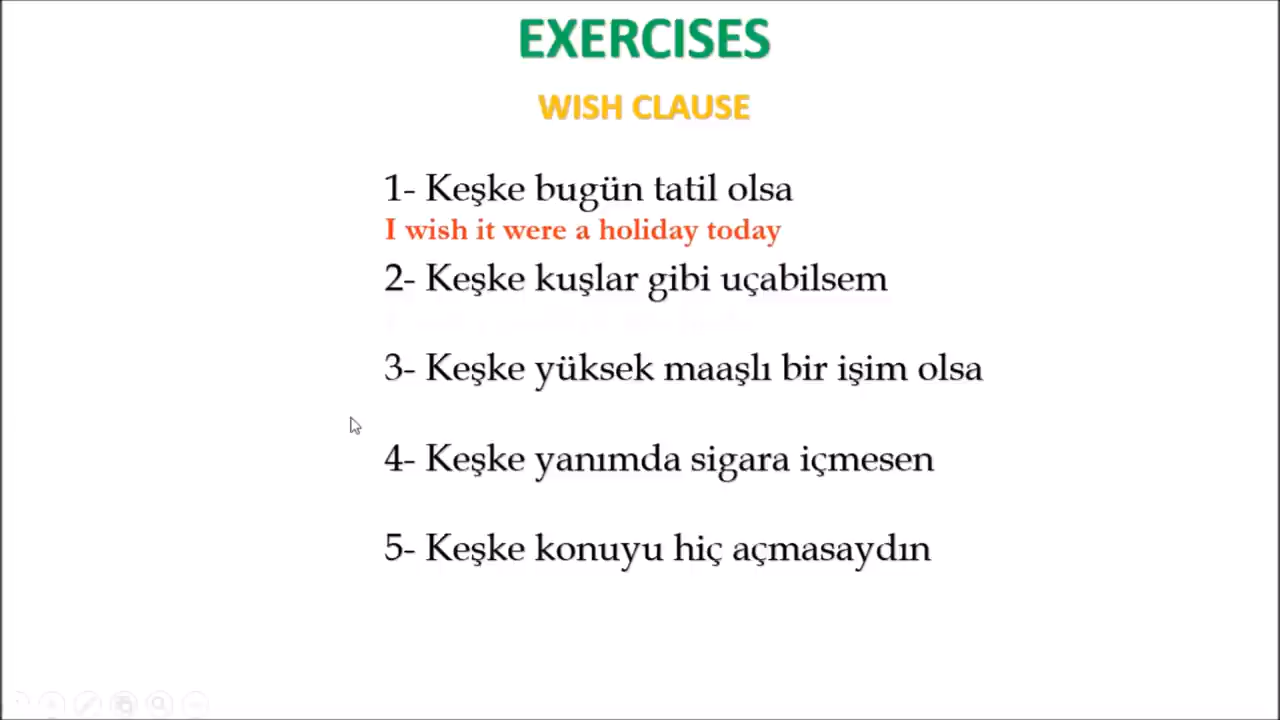 EXERCISES
WISH CLAUSE
1- Keşke bugün tatil olsa
I wish it were a holiday today
2- Keşke kuşlar gibi uçabilsem
3- Keşke yüksek maaşlı bir işim olsa
4- Keşke yanımda sigara içmesen
5- Keşke konuyu hiç açmasaydın